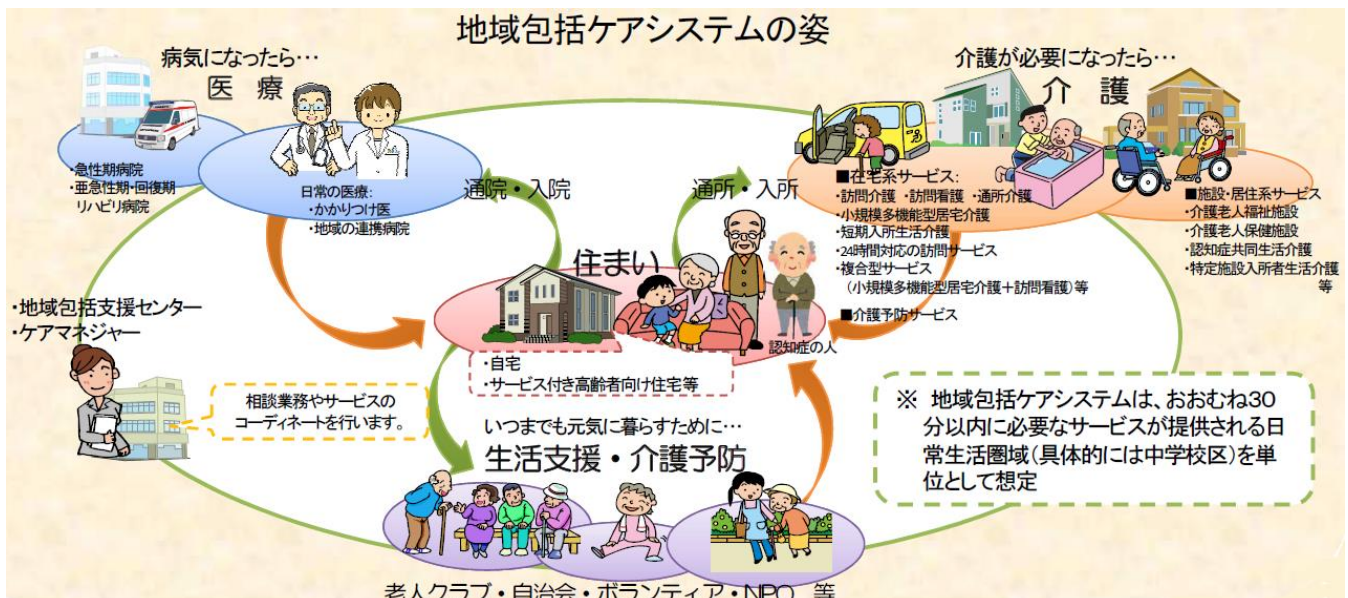 地域包括ケアシステムの姿
病気になったら…
医 療
・急性期病院
・亜急性期・回復期
リハビリ病院
日常の医療:
・かかりつけ医
・地域の連携病院
通院・入院
通所・入所
介護が必要になったら…
介 護
■在宅系サービス:
・訪問介護 ・訪問看護 ・通所介護
・小規模多機能型居宅介護
・短期入所生活介護
・24時間対応の訪問サービス
・複合型サービス
(小規模多機能型居宅介護+訪問看護)等
■介護予防サービス
■施設・居住系サービス
・介護老人福祉施設
・介護老人保健施設
・認知症共同生活介護
・特定施設入所者生活介護
等
住まい
認知症の人
・自宅
・サービス付き高齢者向け住宅等
・地域包括支援センター
・ケアマネジャー
相談業務やサービスの
コーディネートを行います。
いつまでも元気に暮らすために…
生活支援・介護予防
老人クラブ・自治会・ボランティア・NPO 等
※ 地域包括ケアシステムは、おおむね30
分以内に必要なサービスが提供される日
常生活圏域(具体的には中学校区)を単
位として想定